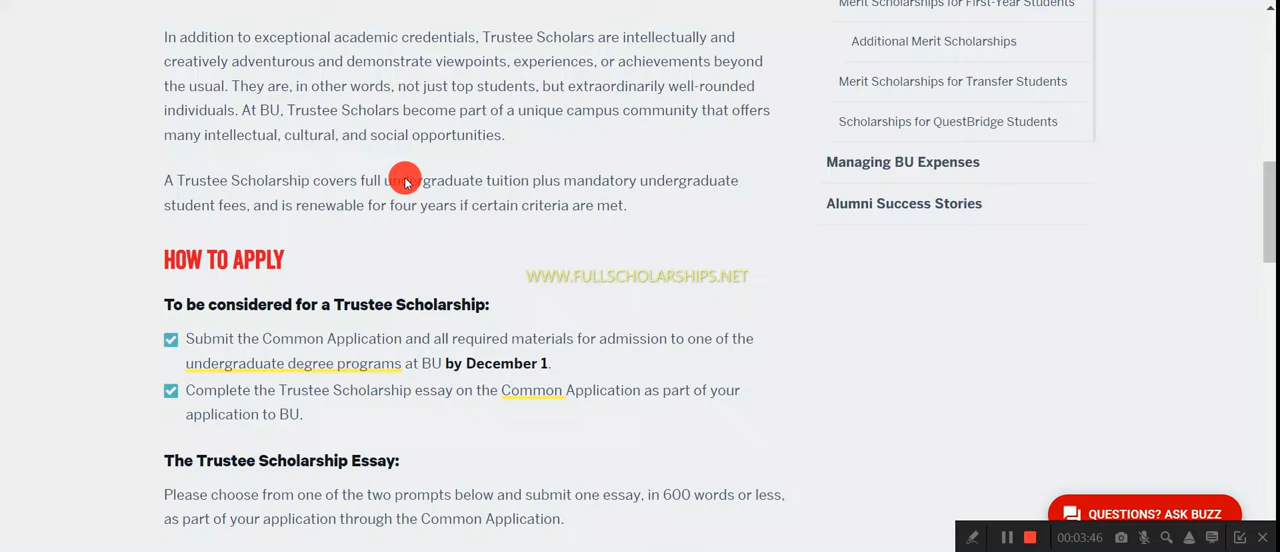 Merit Scholarships for First-Year Students
In addition to exceptional academic credentials, Trustee Scholars are intellectually and
creatively adventurous and demonstrate viewpoints, experiences, or achievements beyond
the usual. They are, in other words, not just top students, but extraordinarily well-rounded
individuals. At BU, Trustee Scholars become part of a unique campus community that offers
many intellectual, cultural, and social opportunities.
A Trustee Scholarship covers full undergraduate tuition plus mandatory undergraduate
student fees, and is renewable for four years if certain criteria are met.
HOW TO APPLY
To be considered for a Trustee Scholarship:
Submit the Common Application and all required materials for admission to one of the
undergraduate degree programs at BU by December 1.
Complete the Trustee Scholarship essay on the Common Application as part of your
application to BU.
The Trustee Scholarship Essay:
Please choose from one of the two prompts below and submit one essay, in 600 words or less,
as part of your application through the Common Application.
Additional Merit Scholarships
Merit Scholarships for Transfer Students
Scholarships for QuestBridge Students
Managing BU Expenses
Alumni Success Stories
WWW.FULLSCHOLARSHIPS.NET
QUESTIONS? ASK BUZZ
00:03:46